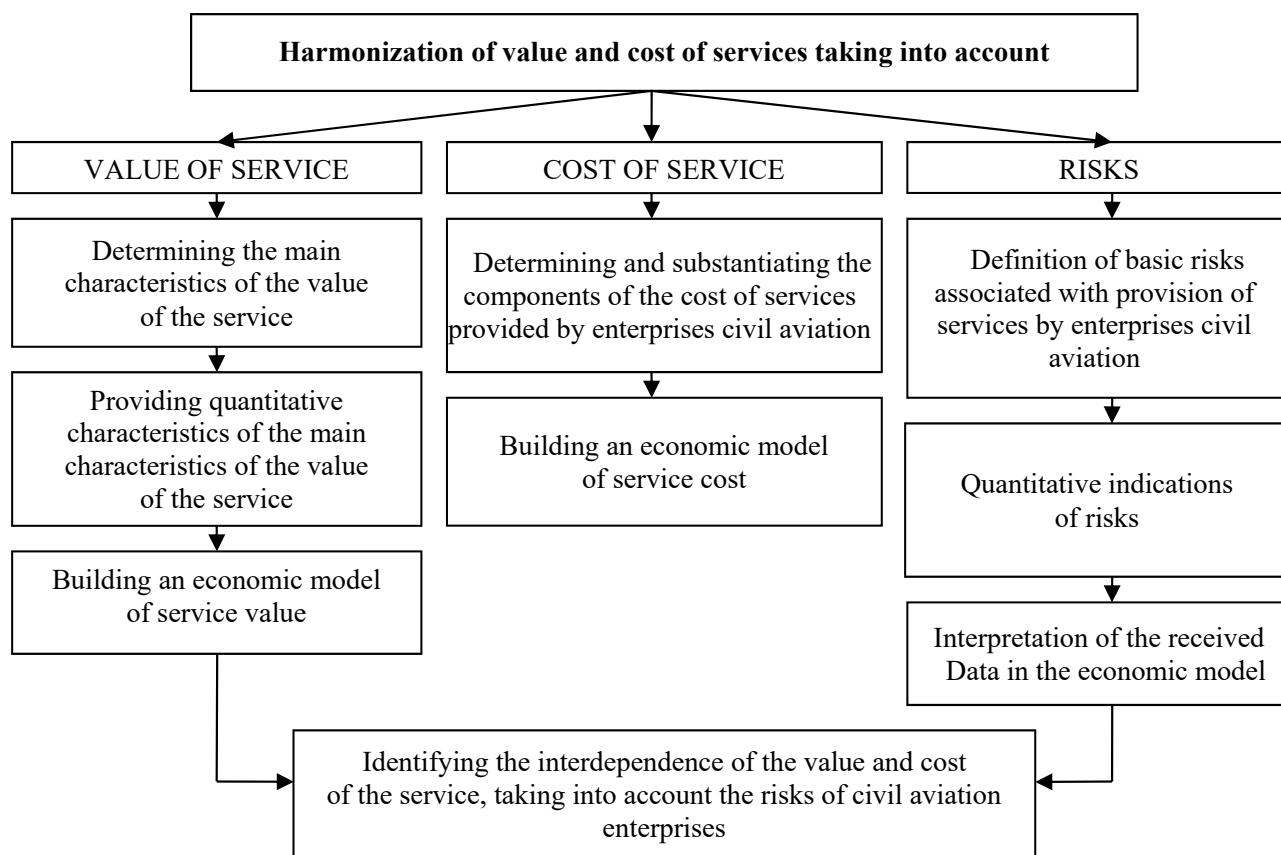 Harmonization of value and cost of services taking into account
VALUE OF SERVICE
COST OF SERVICE
RISKS
Determining the main
characteristics of the value
of the service
Determining and substantiating the
components of the cost of services
provided by enterprises civil aviation
Definition of basic risks
associated with provision of
services by enterprises civil
aviation
Providing quantitative
characteristics of the main
characteristics of the value
of the service
Building an economic model
of service cost
Quantitative indications
of risks
Building an economic model
of service value
Interpretation of the received
Data in the economic model
Identifying the interdependence of the value and cost
of the service, taking into account the risks of civil aviation
enterprises